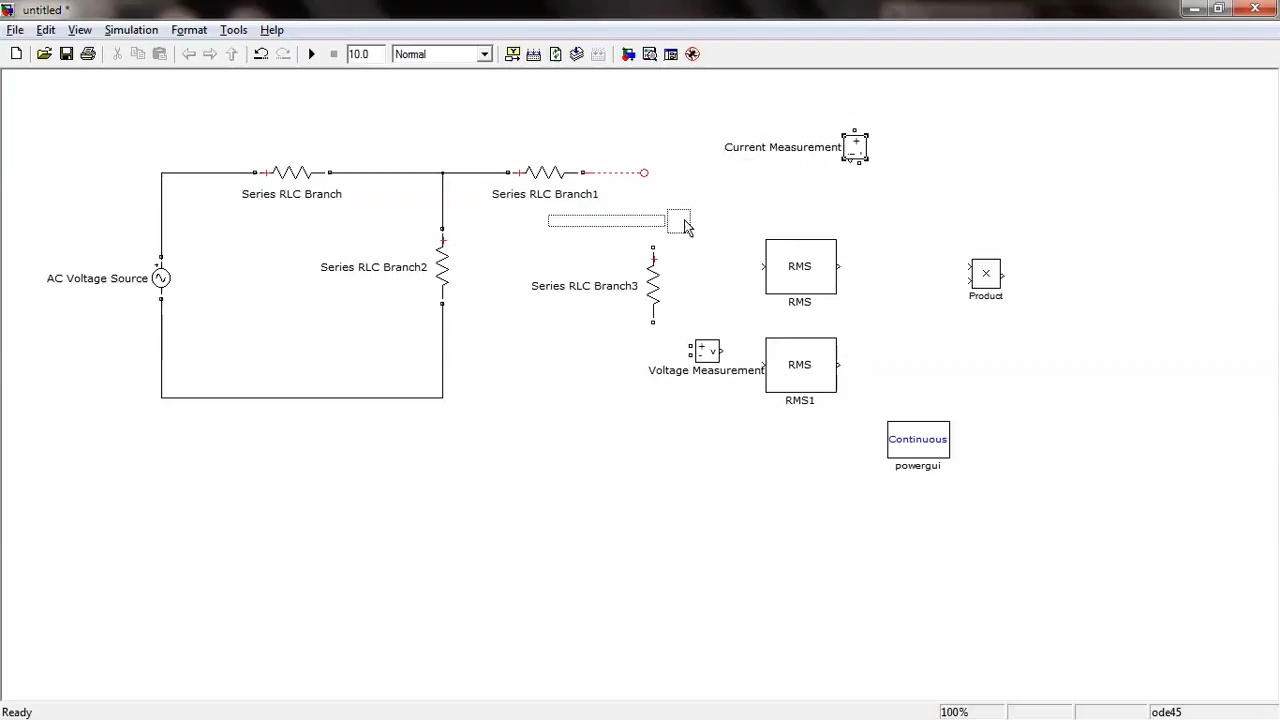 untitled *
File Edit View Simulation Format Tools Help
10.0 Normal
Current Measurement
Series RLC Branch Series RLC Branch1
Series RLC Branch2 RMS
AC Voltage Source
Series RLC Branch3
RMS Product
v RMS
Voltage Measurement
RMS1
Continuous
powergui
Ready 100% ode45